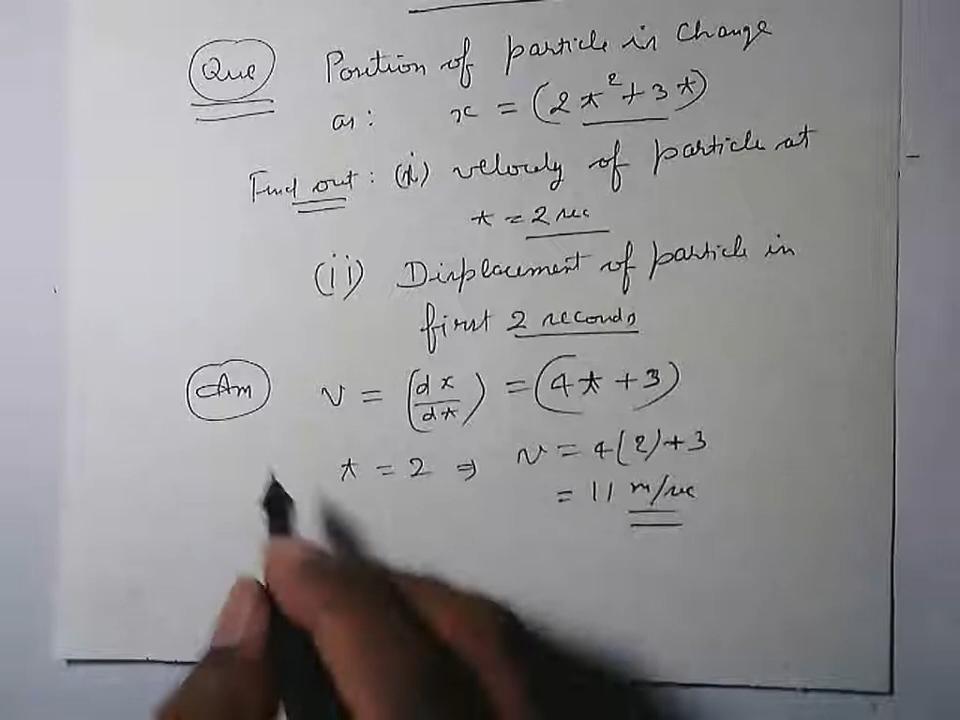 Que Position of particle is change
as: x = (2t² + 3t)
Find out: (i) velocity of particle at
t = 2 sec
(ii) Displacement of particle in
first 2 seconds
Ans v = (dx/dt) = (4t + 3)
t = 2 ⇒ v = 4(2) + 3
= 11 m/sec